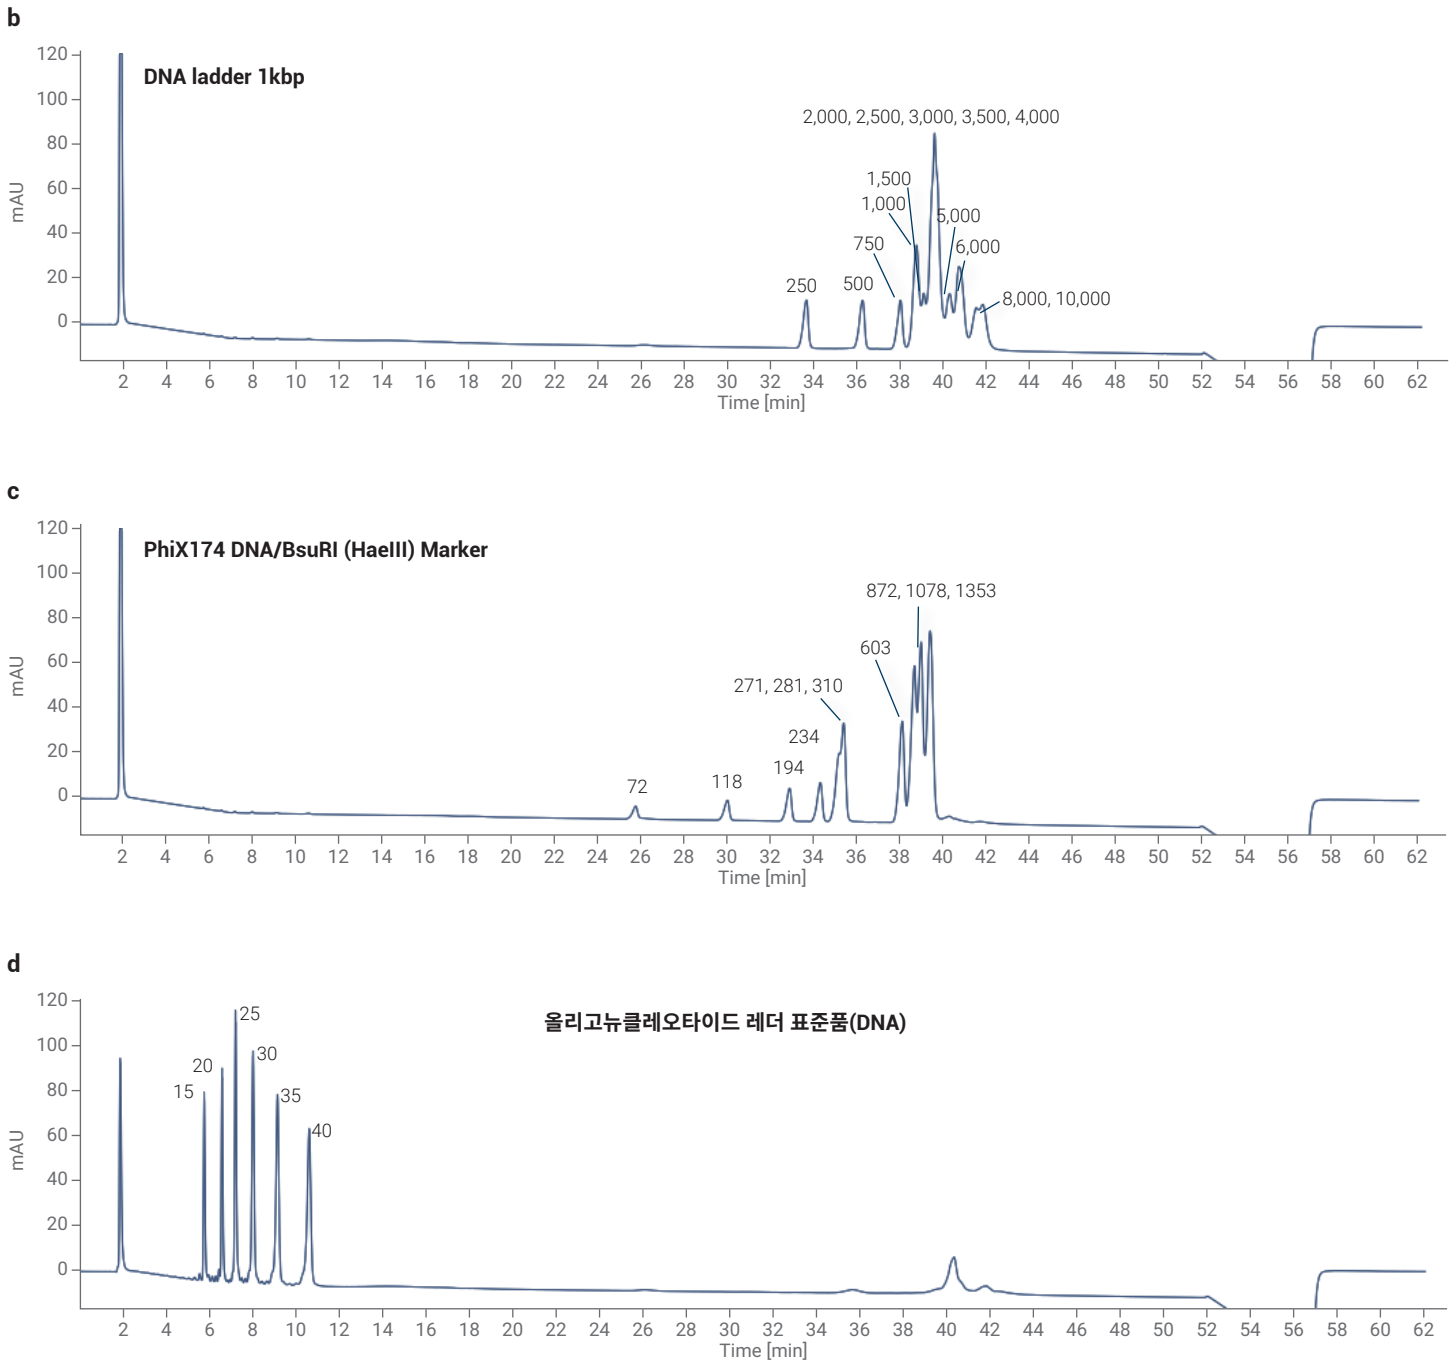 b
DNA ladder 1kbp
2,000, 2,500, 3,000, 3,500, 4,000
1,500
1,000
5,000
750
6,000
250
500
8,000, 10,000
120
100
80
60
40
20
0
mAU
2 4 6 8 10 12 14 16 18 20 22 24 26 28 30 32 34 36 38 40 42 44 46 48 50 52 54 56 58 60 62
Time [min]
c
PhiX174 DNA/BsuRI (HaeIII) Marker
872, 1078, 1353
603
271, 281, 310
234
194
72
118
120
100
80
60
40
20
0
mAU
2 4 6 8 10 12 14 16 18 20 22 24 26 28 30 32 34 36 38 40 42 44 46 48 50 52 54 56 58 60 62
Time [min]
d
올리고뉴클레오타이드 레더 표준품(DNA)
25
30
20
15
35
40
120
100
80
60
40
20
0
mAU
2 4 6 8 10 12 14 16 18 20 22 24 26 28 30 32 34 36 38 40 42 44 46 48 50 52 54 56 58 60 62
Time [min]